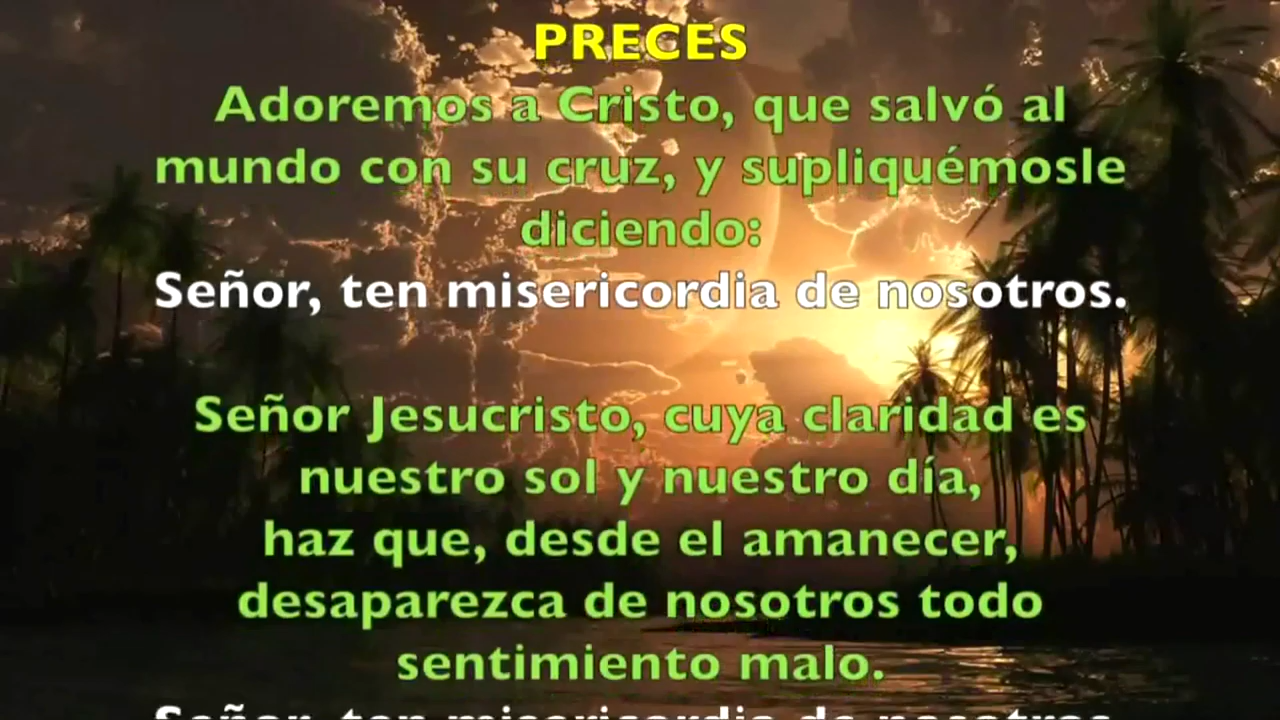 PRECES
Adoremos a Cristo, que salvó al
mundo con su cruz, y supliquémosle
diciendo:
Señor, ten misericordia de nosotros.
Señor Jesucristo, cuya claridad es
nuestro sol y nuestro día,
haz que, desde el amanecer,
desaparezca de nosotros todo
sentimiento malo.
Señor, ten misericordia de nosotros.